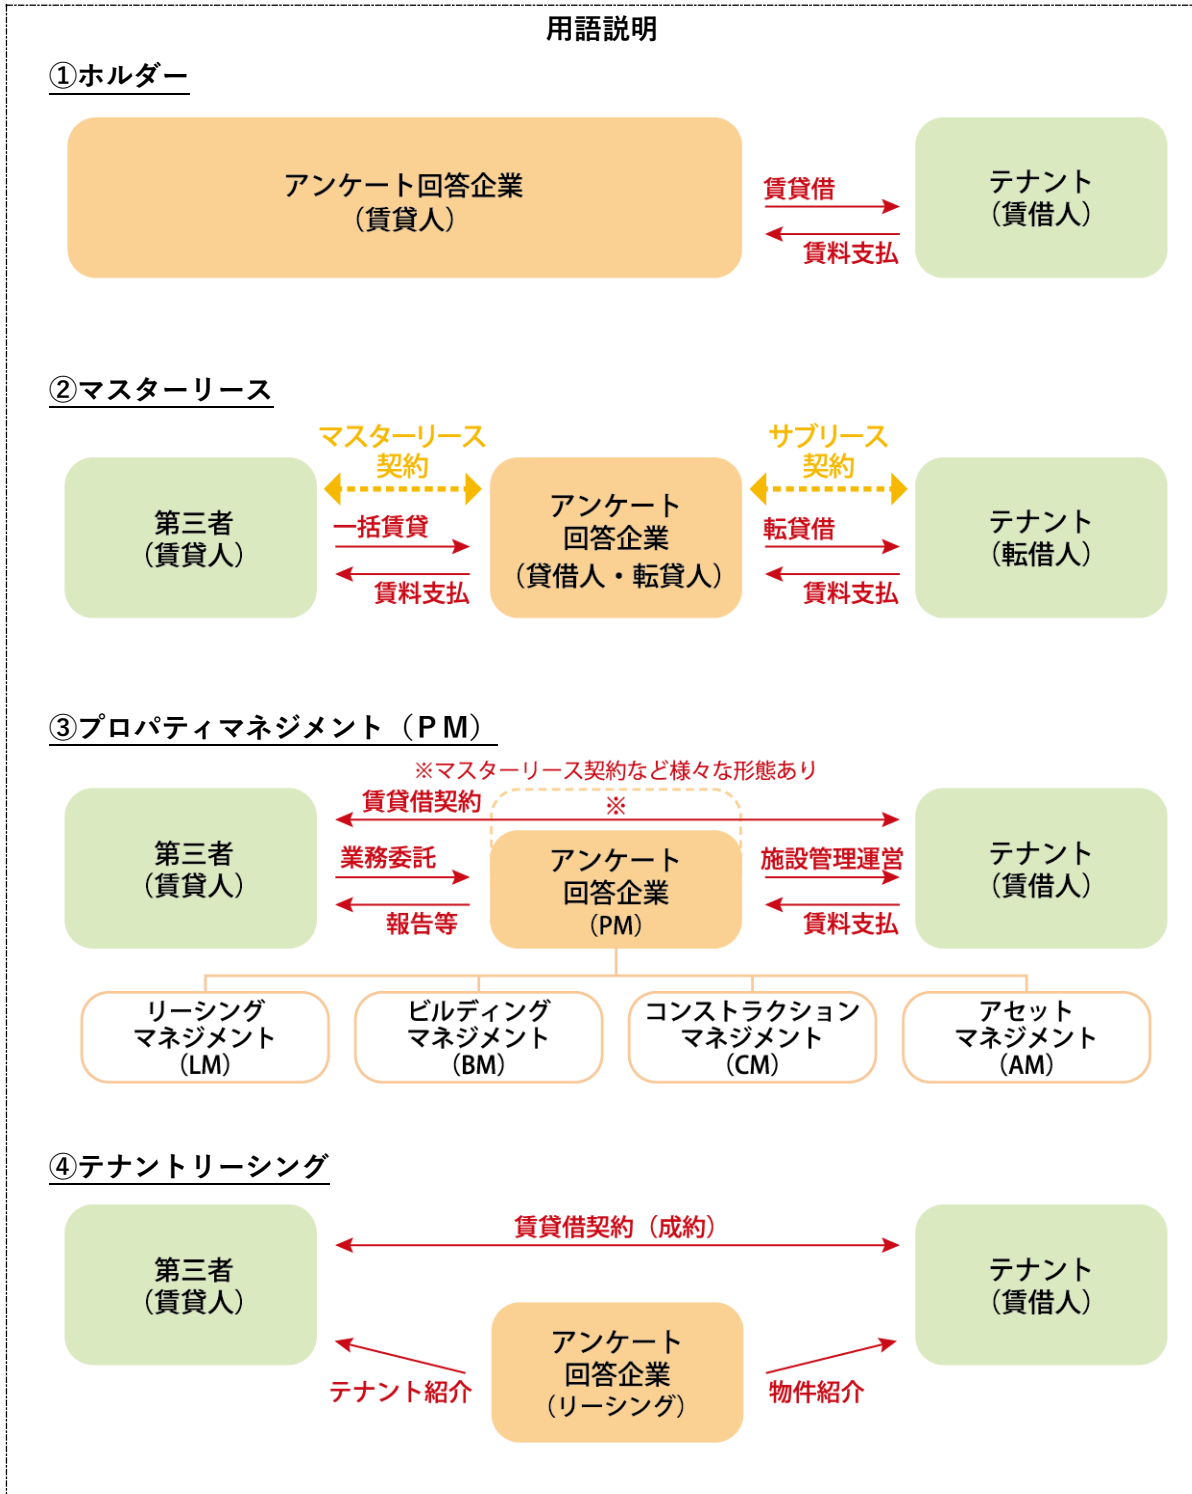 用語説明
①ホルダー
アンケート回答企業
（賃貸人）
賃貸借
賃料支払
テナント
（賃借人）
②マスターリース
マスターリース
契約
サブリース
契約
第三者
（賃貸人）
一括賃貸
賃料支払
アンケート
回答企業
（貸借人・転貸人）
転貸借
賃料支払
テナント
（転借人）
③プロパティマネジメント（ＰＭ）
※マスターリース契約など様々な形態あり
賃貸借契約
※
第三者
（賃貸人）
業務委託
報告等
アンケート
回答企業
（PM）
施設管理運営
賃料支払
テナント
（賃借人）
リーシング
マネジメント
（LM）
ビルディング
マネジメント
（BM）
コンストラクション
マネジメント
（CM）
アセット
マネジメント
（AM）
④テナントリーシング
第三者
（賃貸人）
賃貸借契約（成約）
テナント
（賃借人）
アンケート
回答企業
（リーシング）
テナント紹介
物件紹介